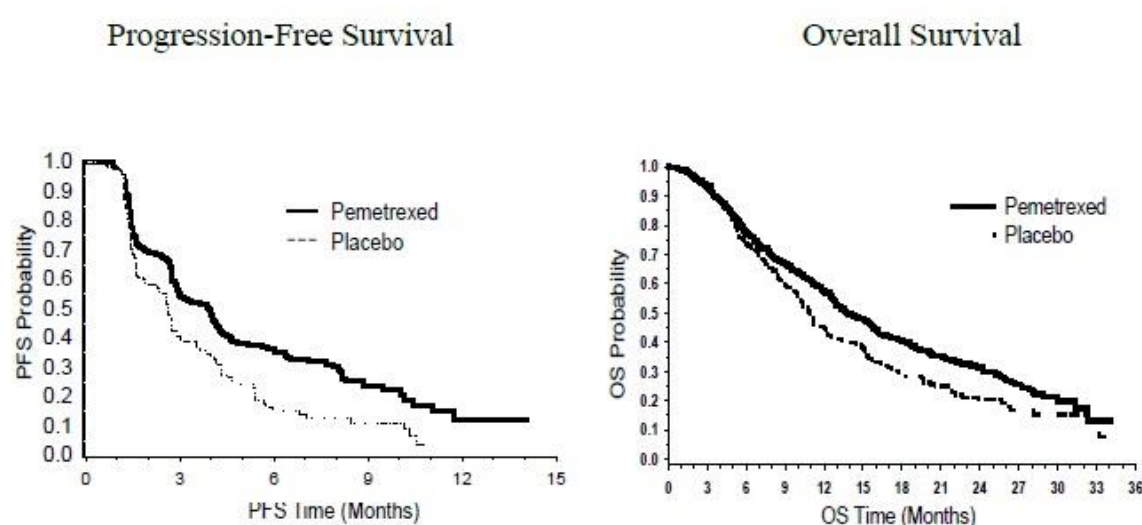 Progression-Free Survival
Overall Survival
PFS Probability
1.0
0.9
0.8
0.7
0.6
0.5
0.4
0.3
0.2
0.1
0.0
Pemetrexed
Placebo
0 3 6 9 12 15
PFS Time (Months)
OS Probability
1.0
0.9
0.8
0.7
0.6
0.5
0.4
0.3
0.2
0.1
0.0
Pemetrexed
Placebo
0 3 6 9 12 15 18 21 24 27 30 33 36
OS Time (Months)